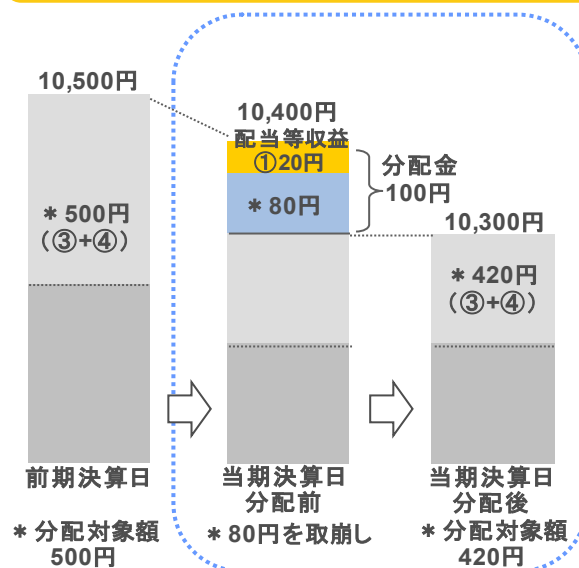 10,500円
10,400円
配当等収益
①20円
分配金
100円
＊80円
10,300円
＊500円
（③+④）
＊420円
（③+④）
前期決算日
当期決算日
分配前
当期決算日
分配後
＊分配対象額
500円
＊80円を取崩し
＊分配対象額
420円